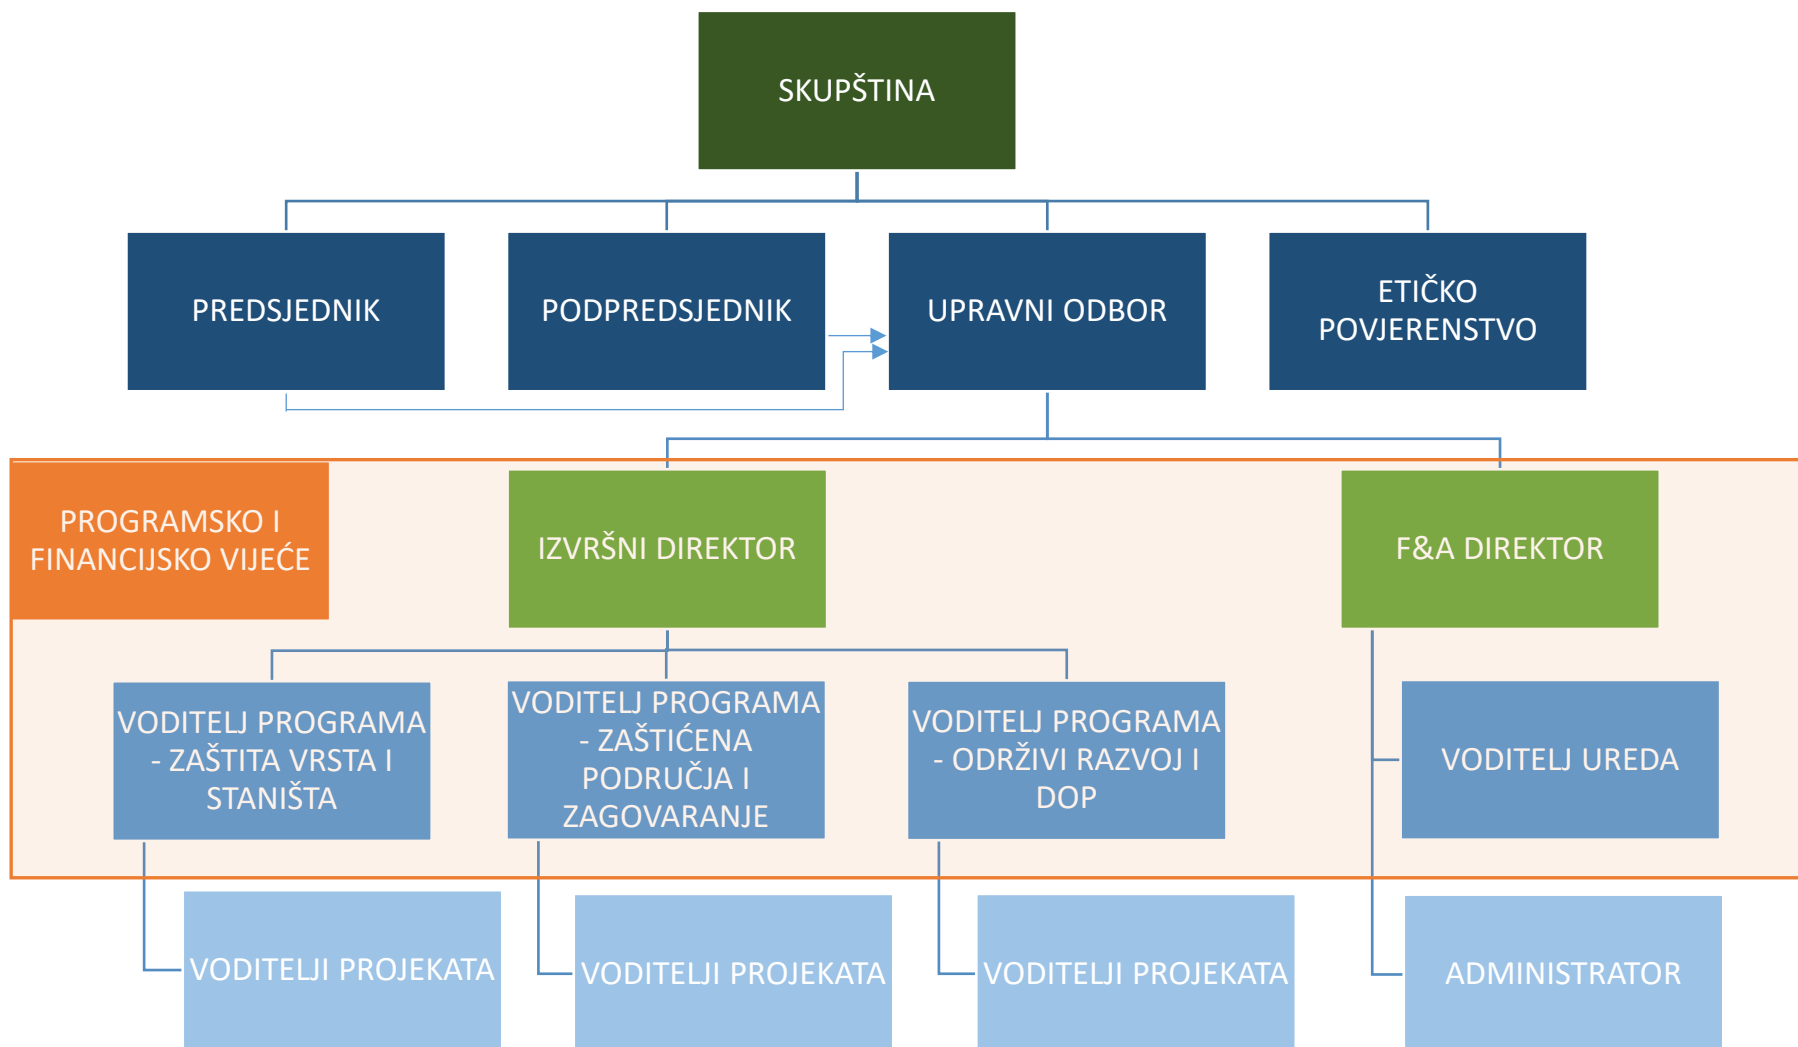 SKUPŠTINA
PREDSJEDNIK
PODPREDSJEDNIK
UPRAVNI ODBOR
ETIČKO
POVJERENSTVO
PROGRAMSKO I
FINANCIJSKO VIJEĆE
IZVRŠNI DIREKTOR
F&A DIREKTOR
VODITELJ PROGRAMA
- ZAŠTITA VRSTA I
STANIŠTA
VODITELJ PROGRAMA
- ZAŠTIĆENA
PODRUČJA I
ZAGOVARANJE
VODITELJ PROGRAMA
- ODRŽIVI RAZVOJ I
DOP
VODITELJ UREDA
VODITELJI PROJEKATA
VODITELJI PROJEKATA
VODITELJI PROJEKATA
ADMINISTRATOR